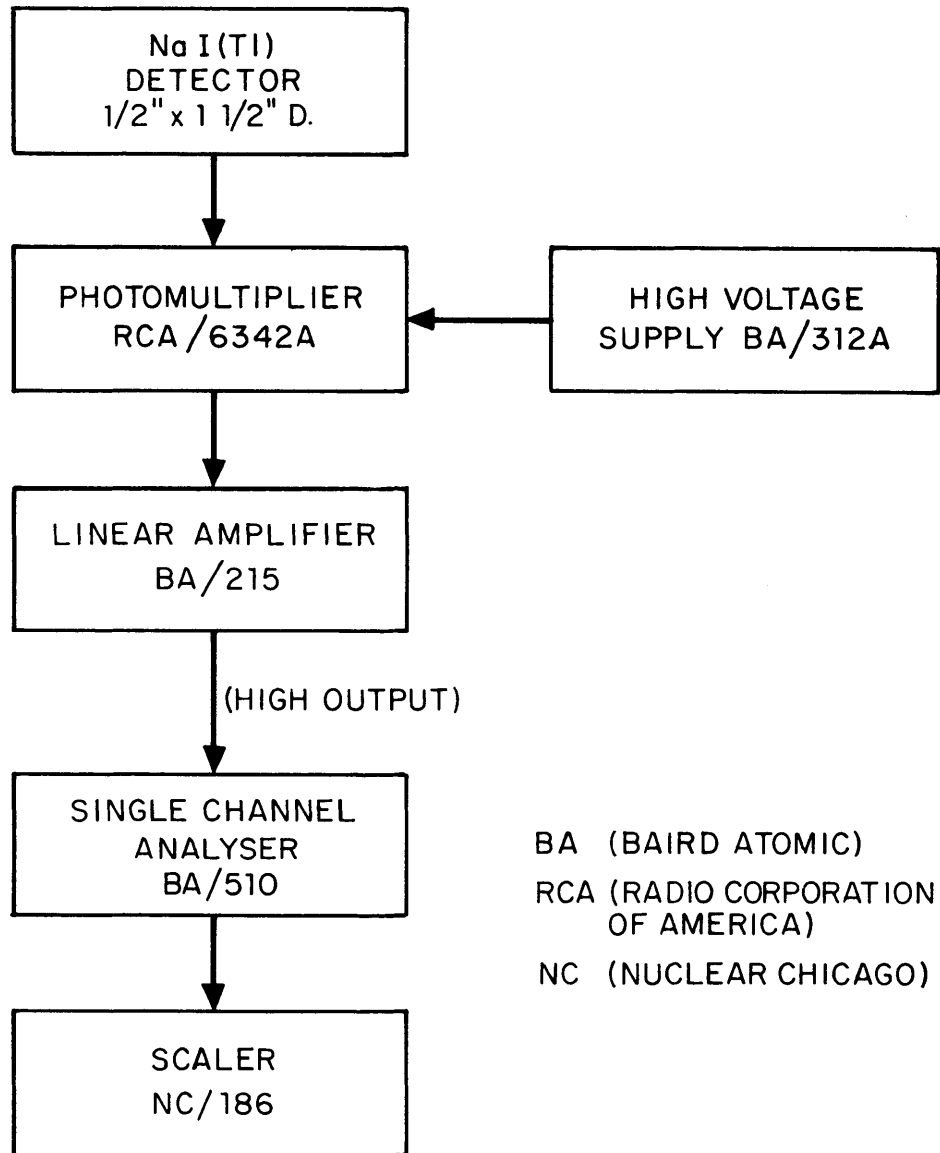 Na I(Tl)
DETECTOR
1/2" x 1 1/2" D.
PHOTOMULTIPLIER
RCA/6342A
HIGH VOLTAGE
SUPPLY BA/312A
LINEAR AMPLIFIER
BA/215
(HIGH OUTPUT)
SINGLE CHANNEL
ANALYSER
BA/510
BA (BAIRD ATOMIC)
RCA (RADIO CORPORATION
OF AMERICA)
NC (NUCLEAR CHICAGO)
SCALER
NC/186